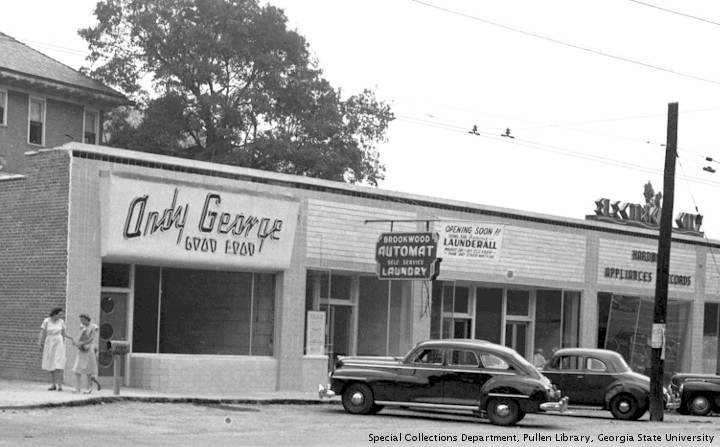 Andy George
GOOD FOOD
BROOKWOOD
AUTOMAT
SELF SERVICE
LAUNDRY
OPENING SOON!!
LAUNDERALL
APPLIANCES RECORDS
Special Collections Department, Pullen Library, Georgia State University